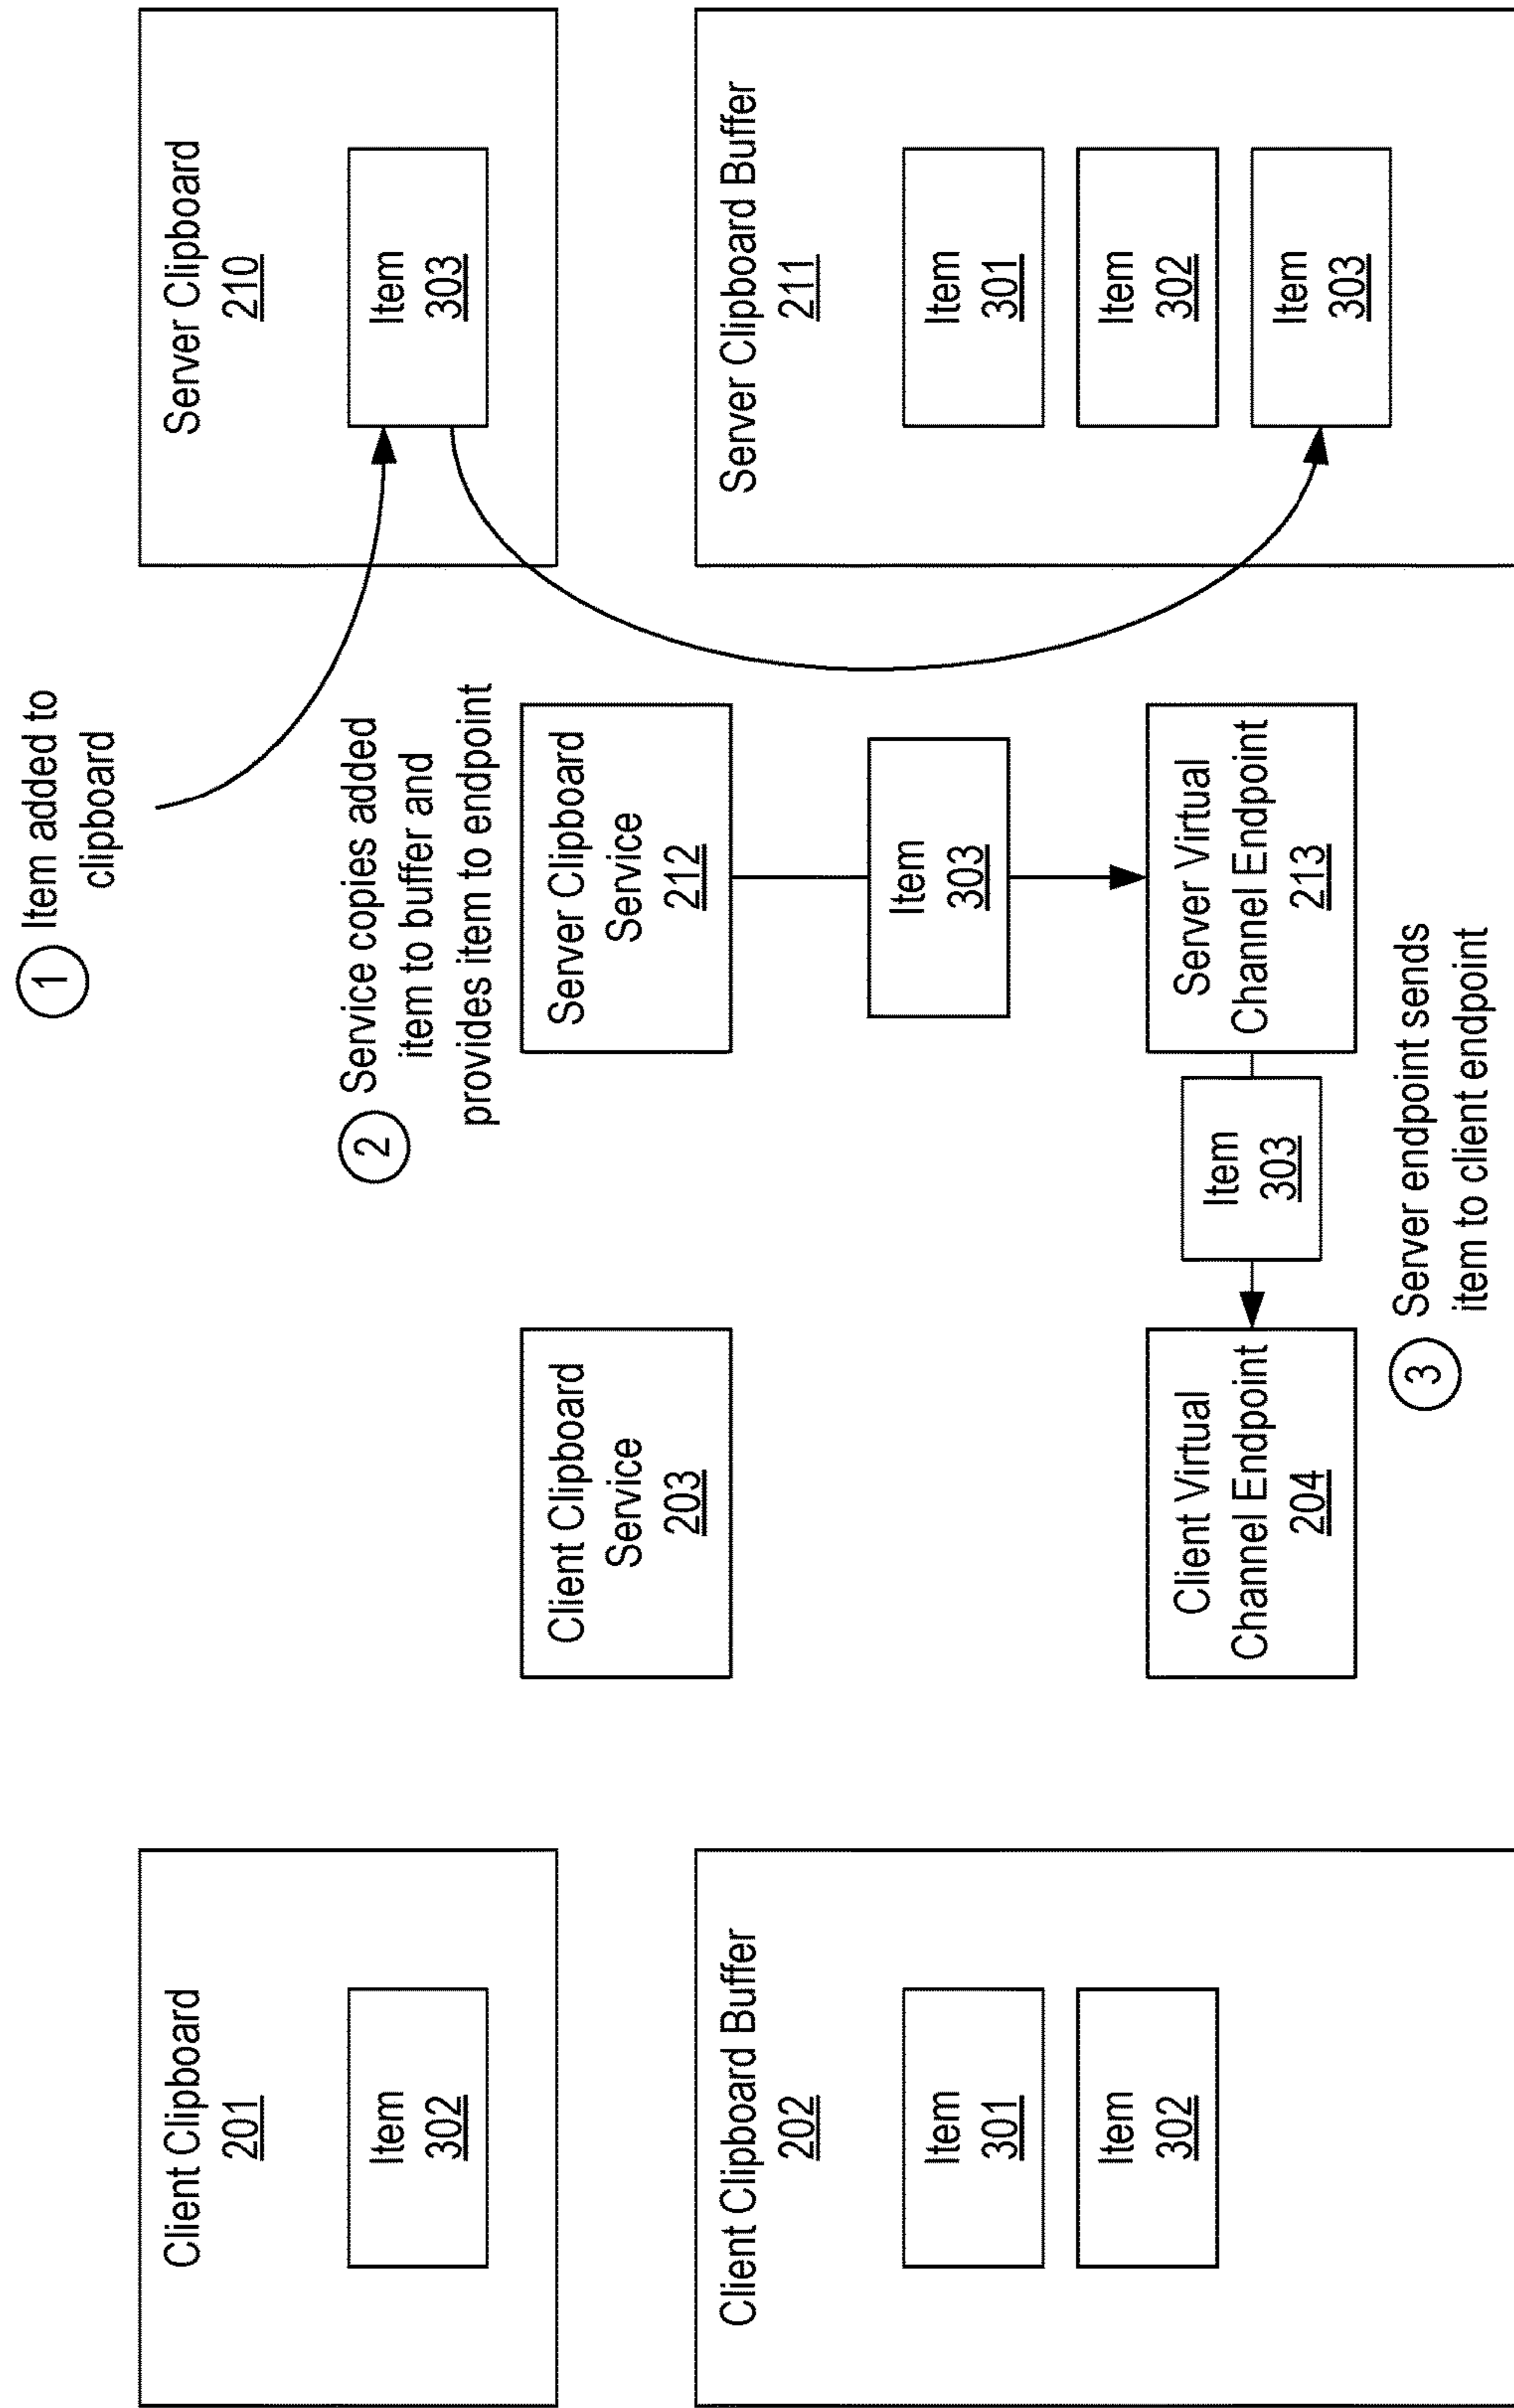 Client Clipboard
201
Item
302
Client Clipboard Buffer
202
Item
301
Item
302
Client Clipboard
Service
203
Client Virtual
Channel Endpoint
204
1
Item added to
clipboard
2
Service copies added
item to buffer and
provides item to endpoint
Server Clipboard
Service
212
Item
303
Server Virtual
Channel Endpoint
213
Item
303
3
Server endpoint sends
item to client endpoint
Server Clipboard
210
Item
303
Server Clipboard Buffer
211
Item
301
Item
302
Item
303